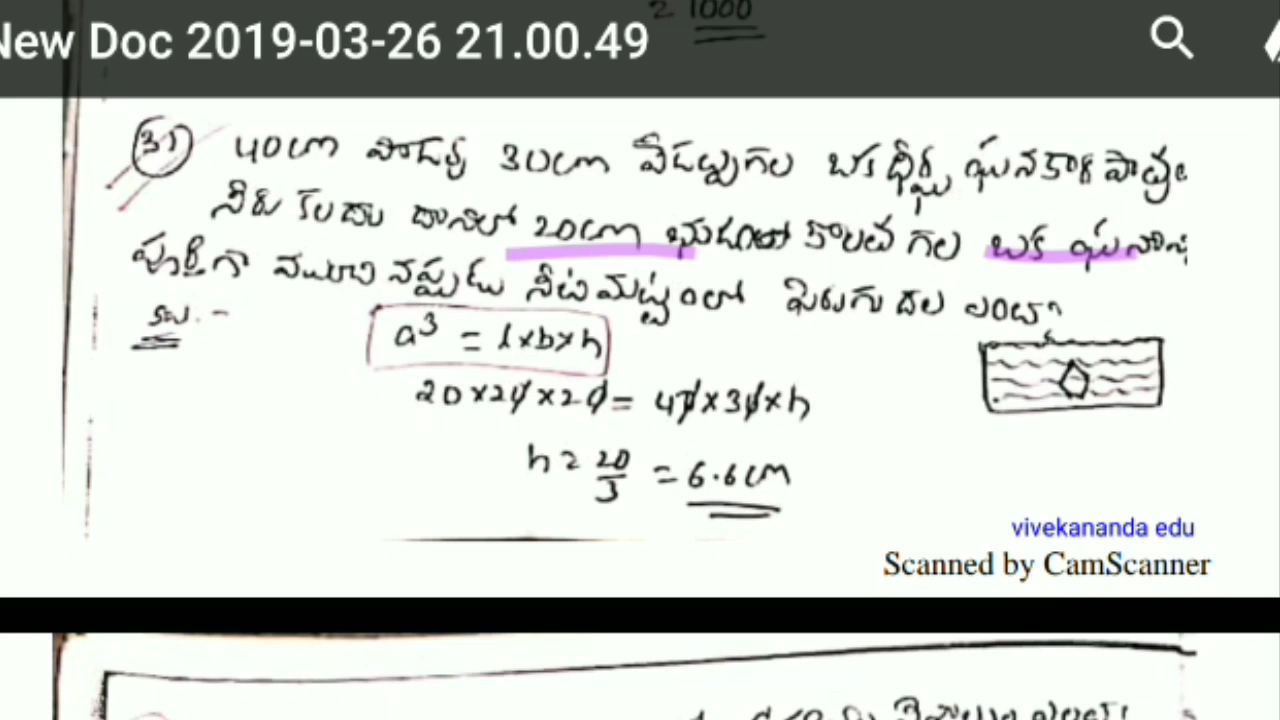 2 1000
New Doc 2019-03-26 21.00.49
31 40cm పొడవు 30cm వెడల్పుగల ఒక దీర్ఘ ఘనకార పాత్ర
నీరు కలదు దానిలో 20cm భుజం కొలత గల ఒక ఘనా
పూర్తిగా ముంచి నప్పుడు నీటి మట్టంలో పెరుగు దల ఎంత?
a³ = l×b×h
20×20×20 = 40×30×h
h = 20/3 = 6.6cm
vivekananda edu
Scanned by CamScanner